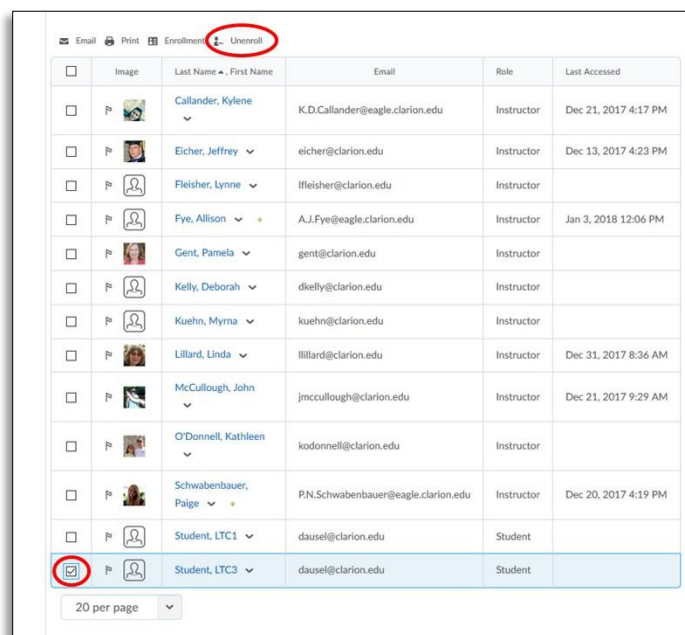 Email Print Enrollment Unenroll
Image Last Name , First Name Email Role Last Accessed
Callander, Kylene K.D.Callander@eagle.clarion.edu Instructor Dec 21, 2017 4:17 PM
Eicher, Jeffrey eicher@clarion.edu Instructor Dec 13, 2017 4:23 PM
Fleisher, Lynne lfleisher@clarion.edu Instructor
Fye, Allison A.J.Fye@eagle.clarion.edu Instructor Jan 3, 2018 12:06 PM
Gent, Pamela gent@clarion.edu Instructor
Kelly, Deborah dkelly@clarion.edu Instructor
Kuehn, Myrna kuehn@clarion.edu Instructor
Lillard, Linda llillard@clarion.edu Instructor Dec 31, 2017 8:36 AM
McCullough, John jmccullough@clarion.edu Instructor Dec 21, 2017 9:29 AM
O'Donnell, Kathleen kodonnell@clarion.edu Instructor
Schwabenbauer,
Paige P.N.Schwabenbauer@eagle.clarion.edu Instructor Dec 20, 2017 4:19 PM
Student, LTC1 dausel@clarion.edu Student
Student, LTC3 dausel@clarion.edu Student
20 per page